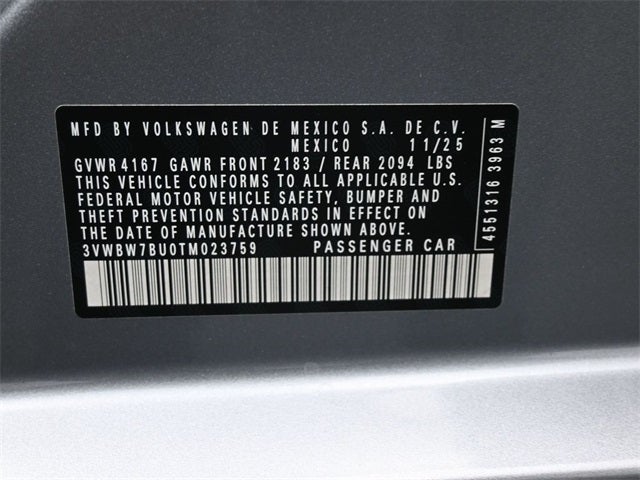 MFD BY VOLKSWAGEN DE MEXICO S.A. DE C.V.
MEXICO 11/25
GVWR 4167 GAWR FRONT 2183 / REAR 2094 LBS
THIS VEHICLE CONFORMS TO ALL APPLICABLE U.S.
FEDERAL MOTOR VEHICLE SAFETY, BUMPER AND
THEFT PREVENTION STANDARDS IN EFFECT ON
THE DATE OF MANUFACTURE SHOWN ABOVE.
3VWBW7BU0TM023759 PASSENGER CAR
4551316 3963 M